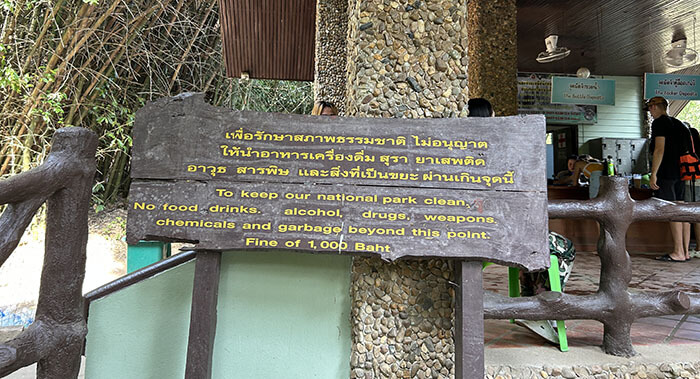 เพื่อรักษาสภาพธรรมชาติ ไม่อนุญาต
ให้นำอาหารเครื่องดื่ม สุรา ยาเสพติด
อาวุธ สารพิษ และสิ่งที่เป็นขยะ ผ่านเกินจุดนี้
To keep our national park clean.
No food drinks. alcohol, drugs, weapons
chemicals and garbage beyond this point.
Fine of 1,000 Baht